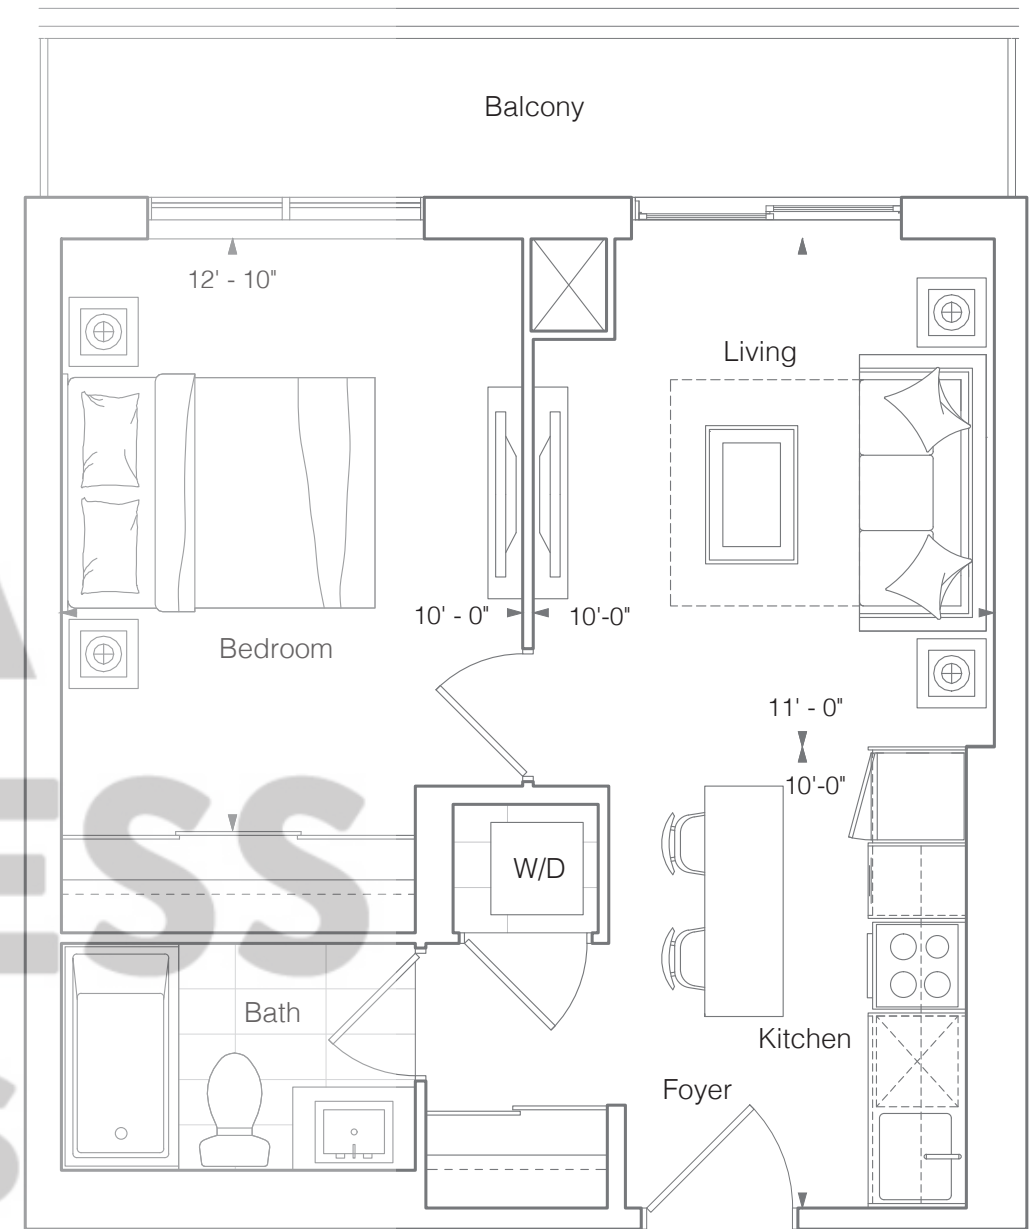 Balcony
12' - 10"
Living
10' - 0"
10'-0"
Bedroom
11' - 0"
10'-0"
W/D
Bath
Kitchen
Foyer